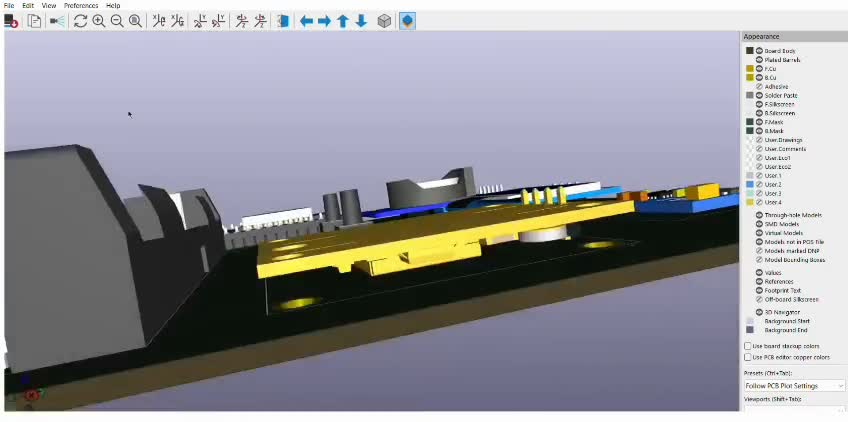 File Edit View Preferences Help
Appearance
Board Body
Plated Barrels
F.Cu
B.Cu
Adhesive
Solder Paste
F.Silkscreen
B.Silkscreen
F.Mask
B.Mask
User.Drawings
User.Comments
User.Eco1
User.Eco2
User.1
User.2
User.3
User.4
Through-hole Models
SMD Models
Virtual Models
Models not in POS File
Models marked DNP
Model Bounding Boxes
Values
References
Footprint Text
Off-board Silkscreen
3D Navigator
Background Start
Background End
Use board stackup colors
Use PCB editor copper colors
Presets (Ctrl+Tab):
Follow PCB Plot Settings
Viewports (Shift+Tab):